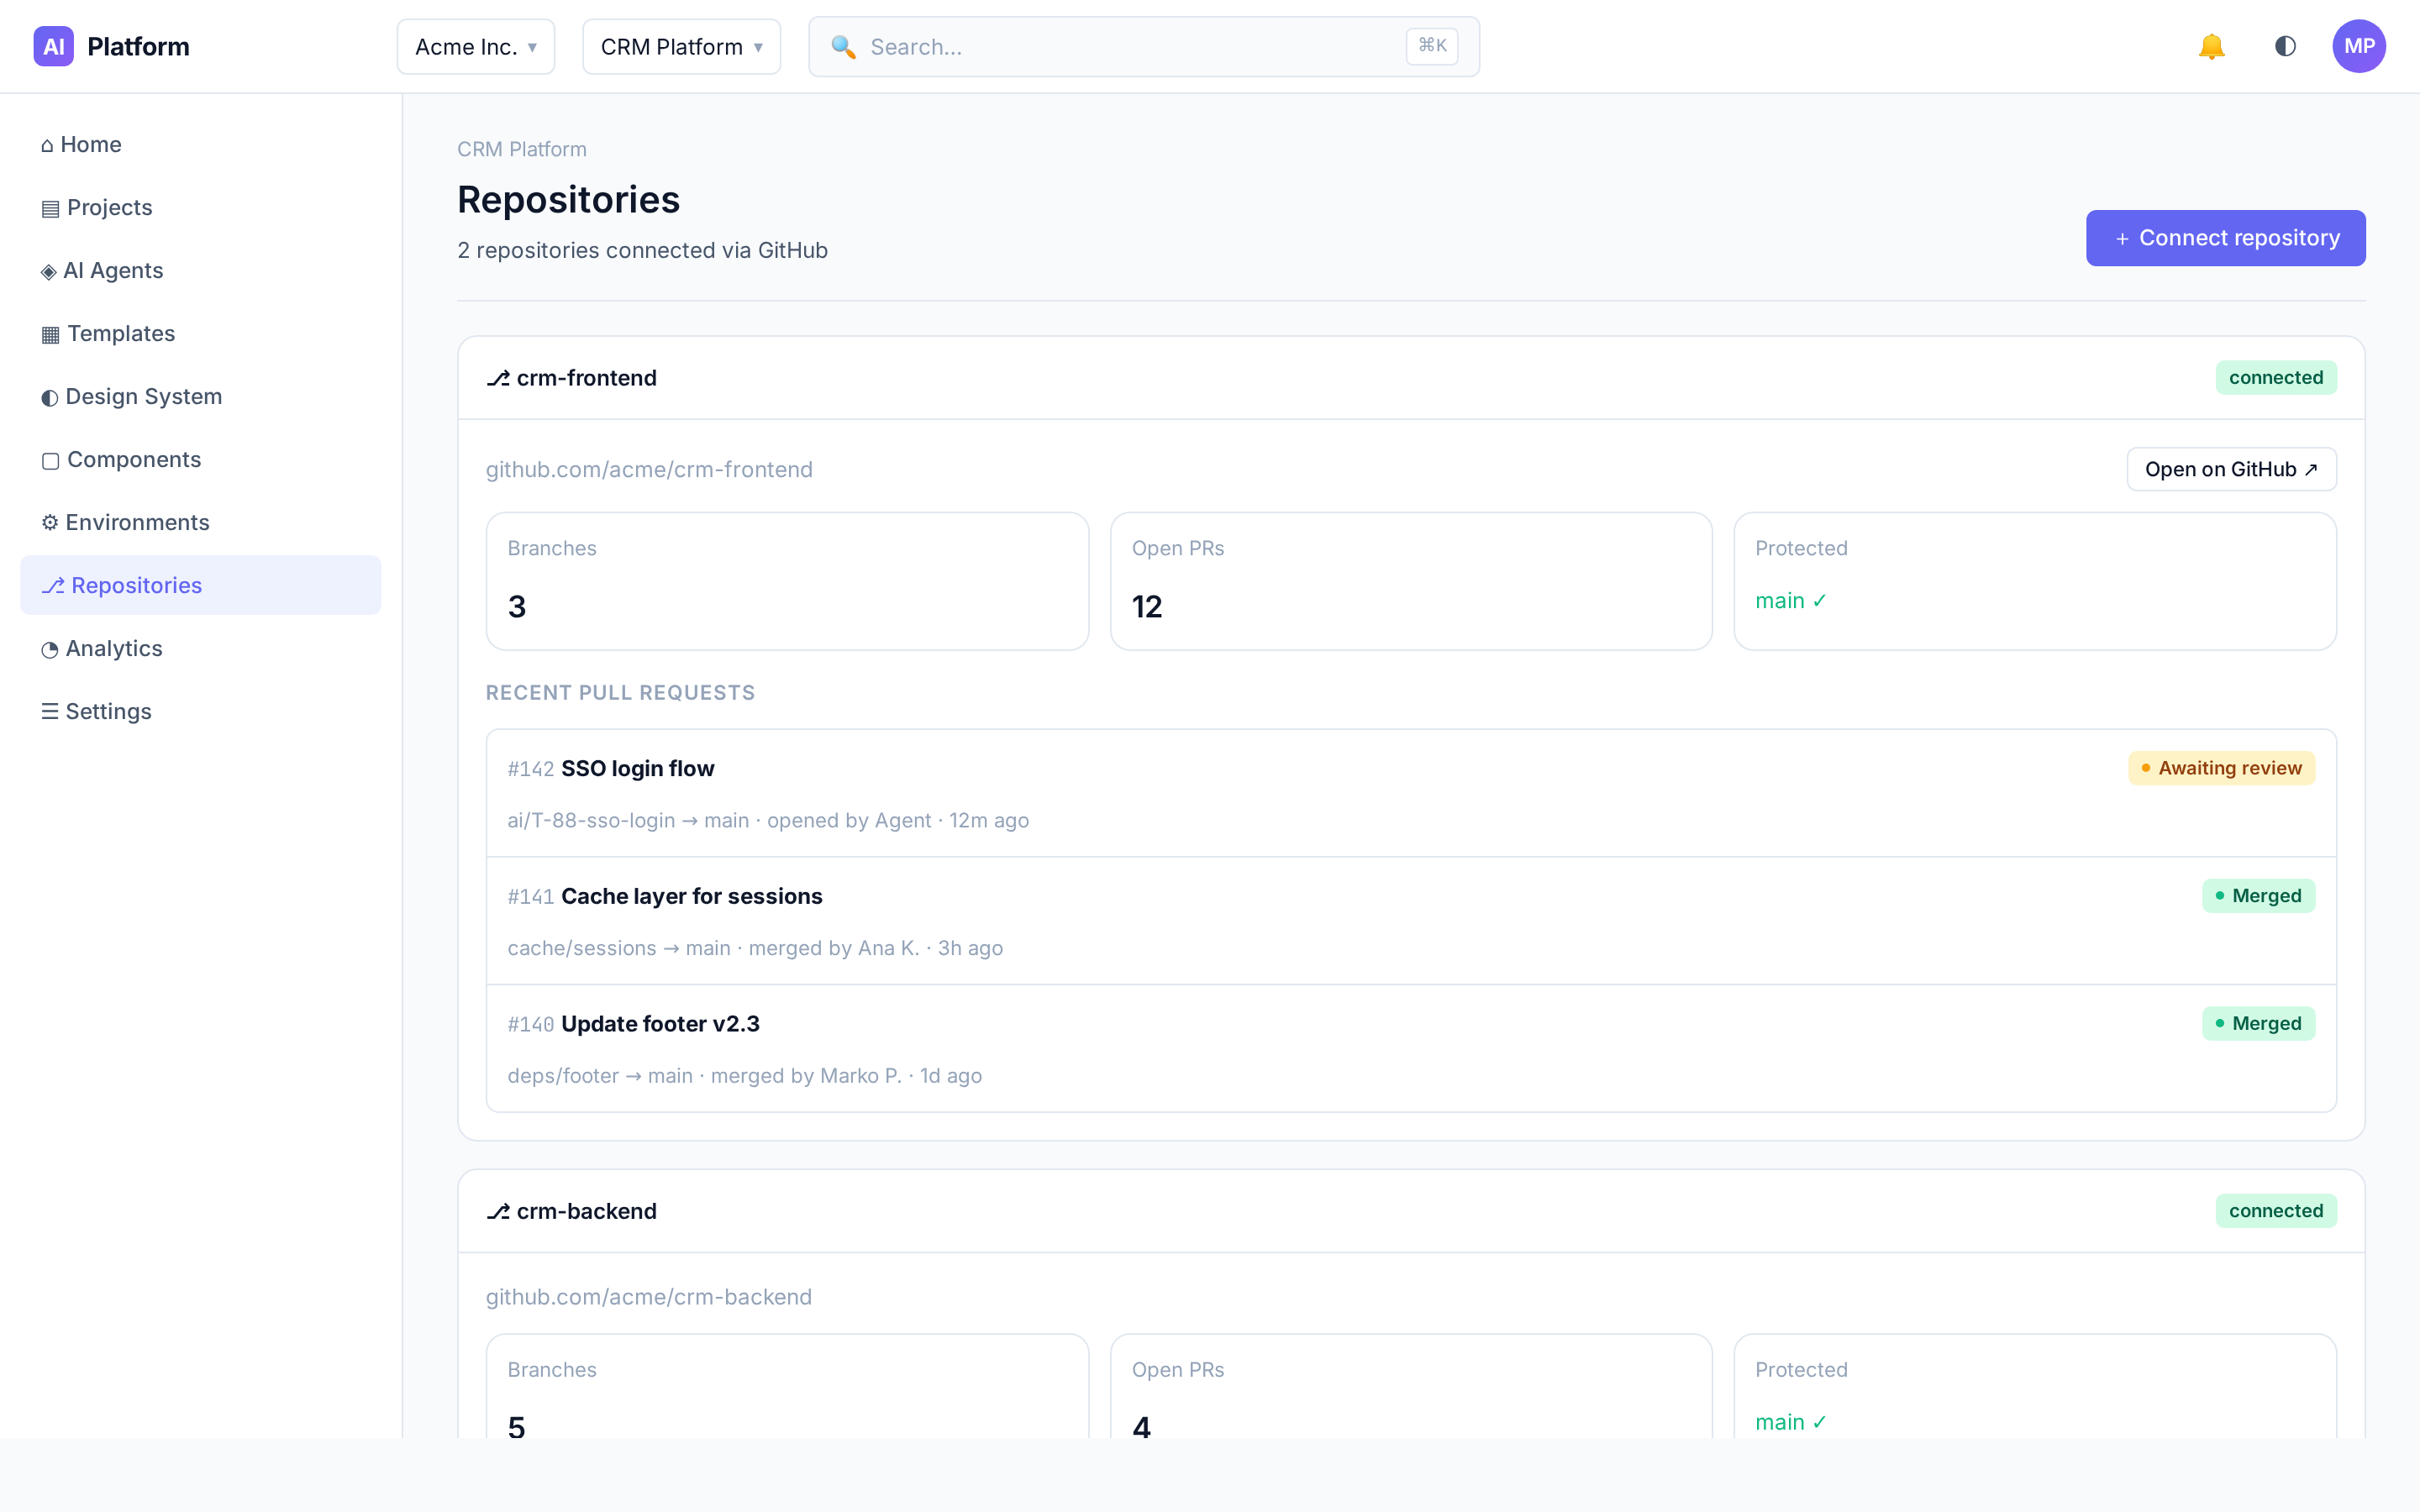 AI Platform
Acme Inc. ▾
CRM Platform ▾
🔍 Search... ⌘K
MP
⌂ Home
▤ Projects
◈ AI Agents
▦ Templates
◐ Design System
▢ Components
⚙ Environments
⎇ Repositories
◔ Analytics
☰ Settings
CRM Platform
Repositories
2 repositories connected via GitHub
+ Connect repository
⎇ crm-frontend
connected
github.com/acme/crm-frontend
Open on GitHub ↗
Branches
3
Open PRs
12
Protected
main ✓
RECENT PULL REQUESTS
#142 SSO login flow
Awaiting review
ai/T-88-sso-login → main · opened by Agent · 12m ago
#141 Cache layer for sessions
Merged
cache/sessions → main · merged by Ana K. · 3h ago
#140 Update footer v2.3
Merged
deps/footer → main · merged by Marko P. · 1d ago
⎇ crm-backend
connected
github.com/acme/crm-backend
Branches
5
Open PRs
4
Protected
main ✓